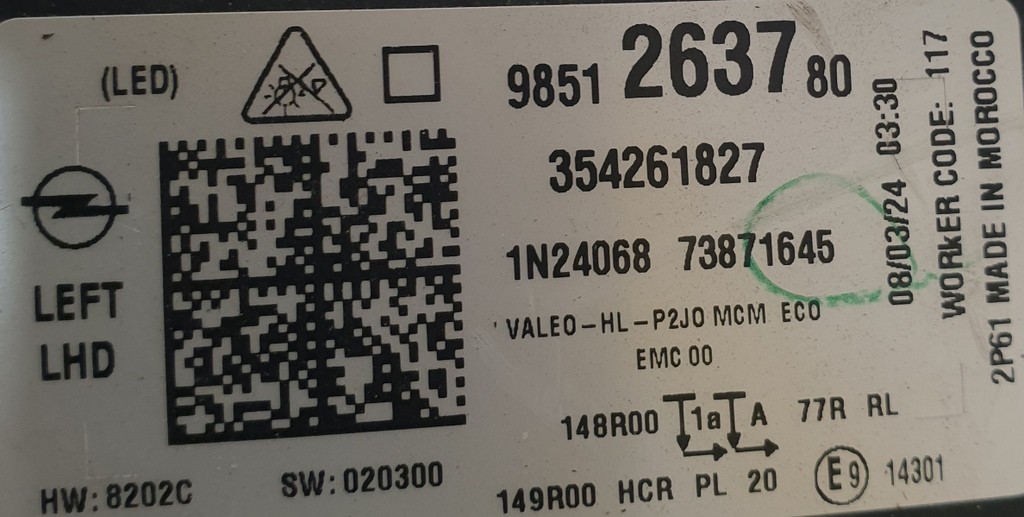 (LED)
9851 2637 80
354261827
1N24068 73871645
LEFT
LHD
VALEO-HL-P2JO MCM ECO
EMC 00
148R00 1a A 77R RL
149R00 HCR PL 20 E9 14301
HW: 8202C
SW: 020300
08/03/24 03:30
WORKER CODE: 117
2P61 MADE IN MOROCCO